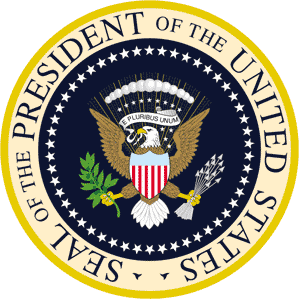 SEAL OF THE PRESIDENT OF THE UNITED STATES
E PLURIBUS UNUM